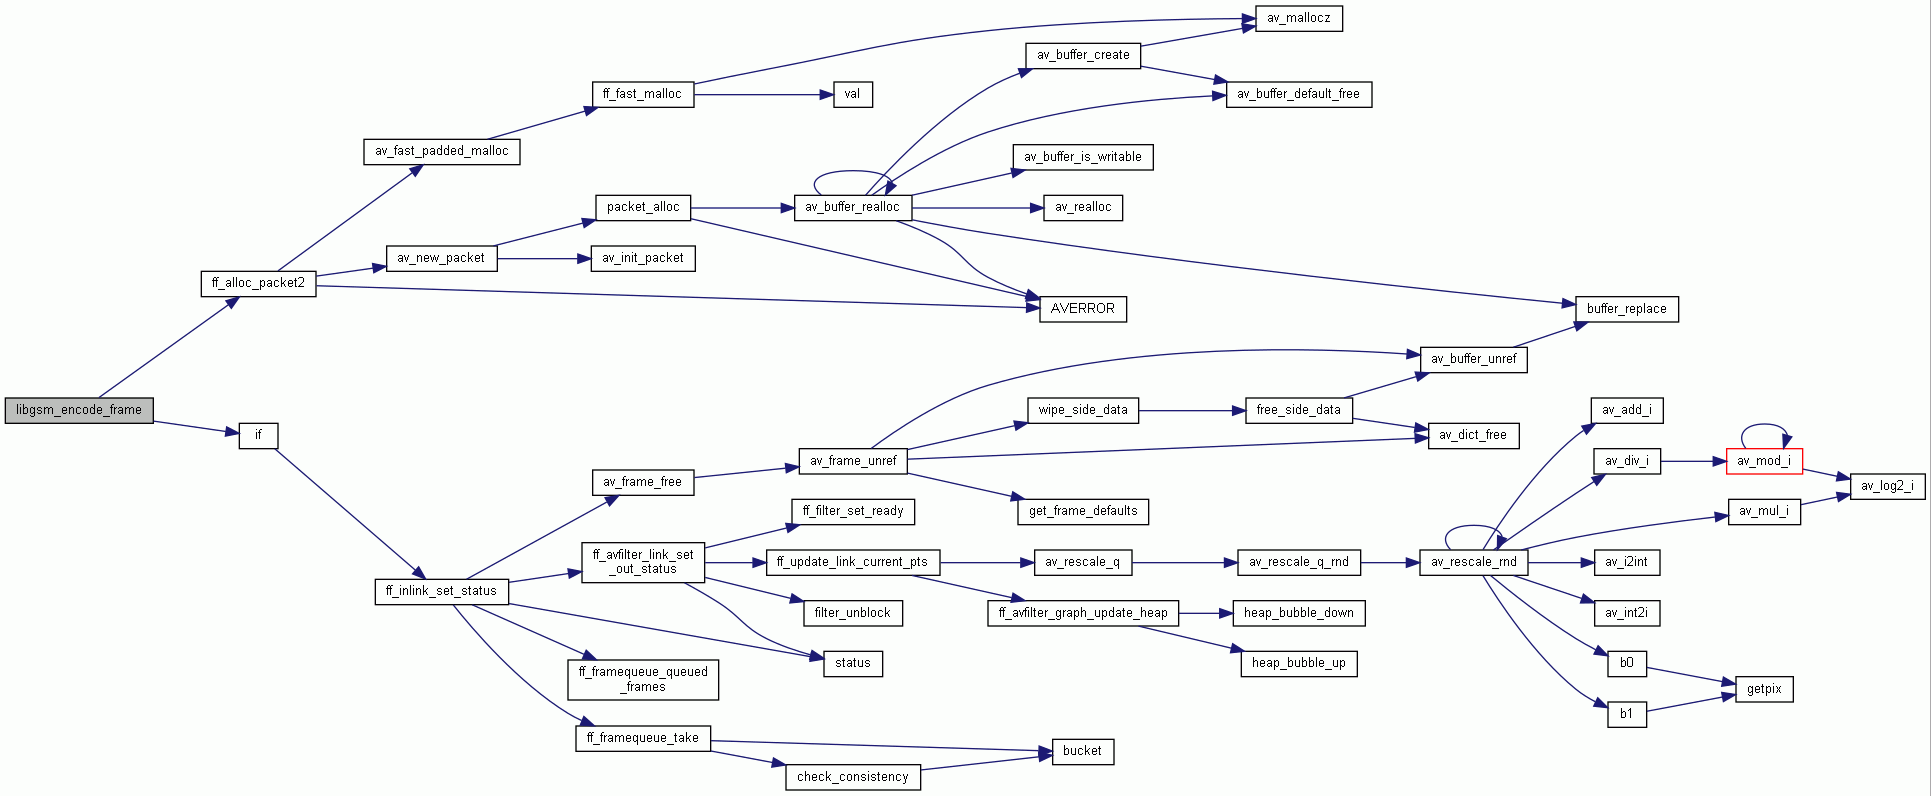 av_mallocz
av_buffer_create
ff_fast_malloc
val
av_buffer_default_free
av_fast_padded_malloc
av_buffer_is_writable
packet_alloc
av_buffer_realloc
av_realloc
av_new_packet
av_init_packet
ff_alloc_packet2
AVERROR
buffer_replace
av_buffer_unref
libgsm_encode_frame
wipe_side_data
free_side_data
av_add_i
if
av_dict_free
av_frame_unref
av_div_i
av_mod_i
av_frame_free
av_log2_i
ff_filter_set_ready
get_frame_defaults
av_mul_i
ff_avfilter_link_set
_out_status
ff_update_link_current_pts
av_rescale_q
av_rescale_q_rnd
av_rescale_rnd
av_i2int
ff_inlink_set_status
filter_unblock
ff_avfilter_graph_update_heap
heap_bubble_down
av_int2i
status
heap_bubble_up
b0
ff_framequeue_queued
_frames
getpix
b1
ff_framequeue_take
bucket
check_consistency